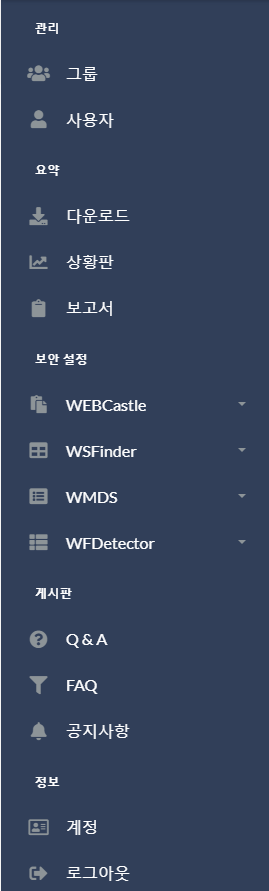 관리
그룹
사용자
요약
다운로드
상황판
보고서
보안 설정
WEBCastle
WSFinder
WMDS
WFDetector
게시판
Q & A
FAQ
공지사항
정보
계정
로그아웃